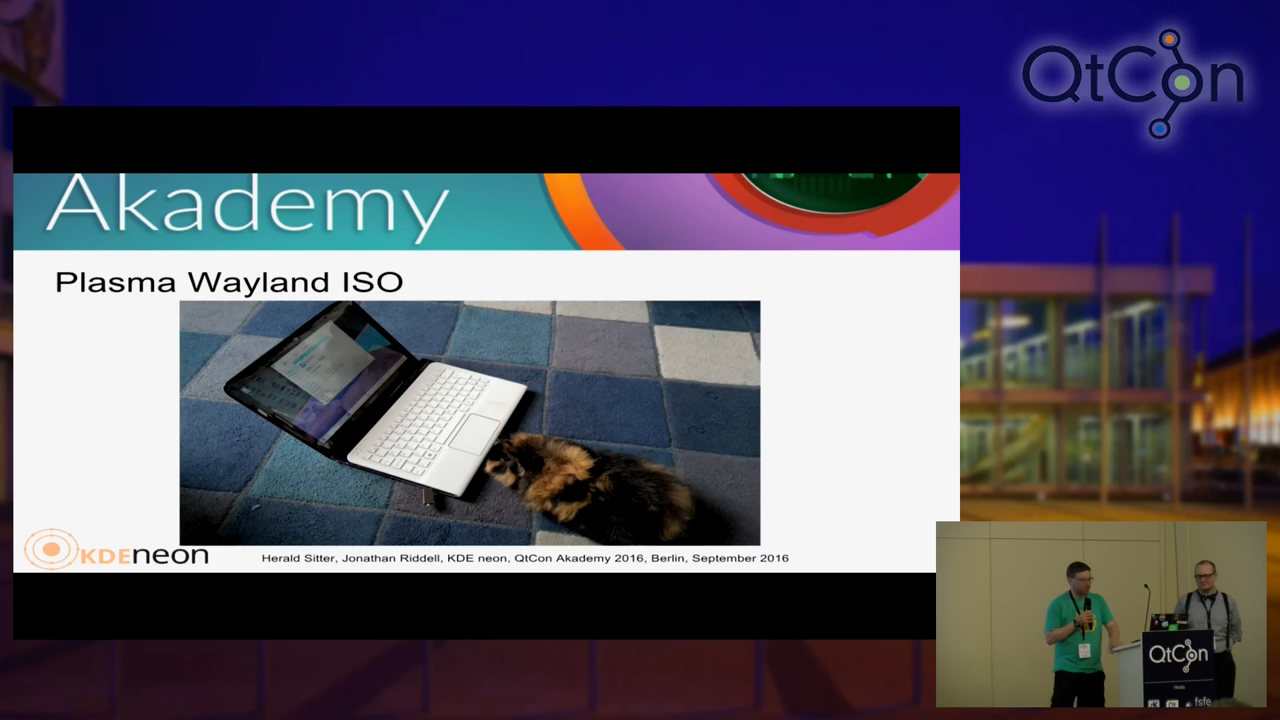 QtCon
Akademy
Plasma Wayland ISO
KDEneon
Herald Sitter, Jonathan Riddell, KDE neon, QtCon Akademy 2016, Berlin, September 2016
QtCon
fsfe